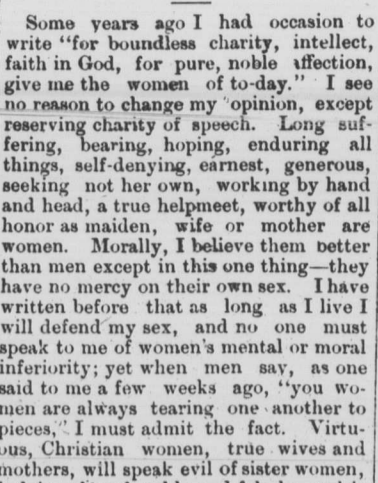 Some years ago I had occasion to
write "for boundless charity, intellect,
faith in God, for pure, noble affection,
give me the women of to-day." I see
no reason to change my opinion, except
reserving charity of speech. Long suf-
fering, bearing, hoping, enduring all
things, self-denying, earnest, generous,
seeking not her own, working by hand
and head, a true helpmeet, worthy of all
honor as maiden, wife or mother are
women. Morally, I believe them better
than men except in this one thing—they
have no mercy on their own sex. I have
written before that as long as I live I
will defend my sex, and no one must
speak to me of women's mental or moral
inferiority; yet when men say, as one
said to me a few weeks ago, "you wo-
men are always tearing one another to
pieces," I must admit the fact. Virtu-
ous, Christian women, true wives and
mothers, will speak evil of sister women,